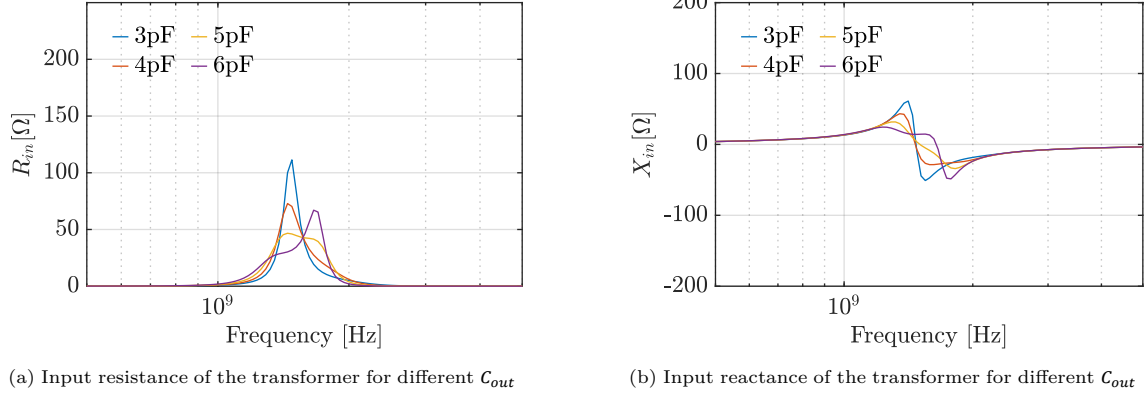 250
200
150
100
50
0
R_in [Ω]
3pF 5pF
4pF 6pF
10^9
Frequency [Hz]
(a) Input resistance of the transformer for different C_out
200
100
0
-100
-200
X_in [Ω]
3pF 5pF
4pF 6pF
10^9
Frequency [Hz]
(b) Input reactance of the transformer for different C_out